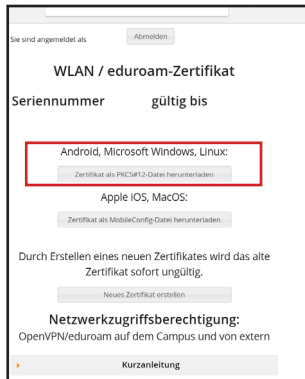 Sie sind angemeldet als
Abmelden
WLAN / eduroam-Zertifikat
Seriennummer gültig bis
Android, Microsoft Windows, Linux:
Zertifikat als PKCS#12-Datei herunterladen
Apple iOS, MacOS:
Zertifikat als MobileConfig-Datei herunterladen
Durch Erstellen eines neuen Zertifikates wird das alte
Zertifikat sofort ungültig.
Neues Zertifikat erstellen
Netzwerkzugriffsberechtigung:
OpenVPN/eduroam auf dem Campus und von extern
Kurzanleitung